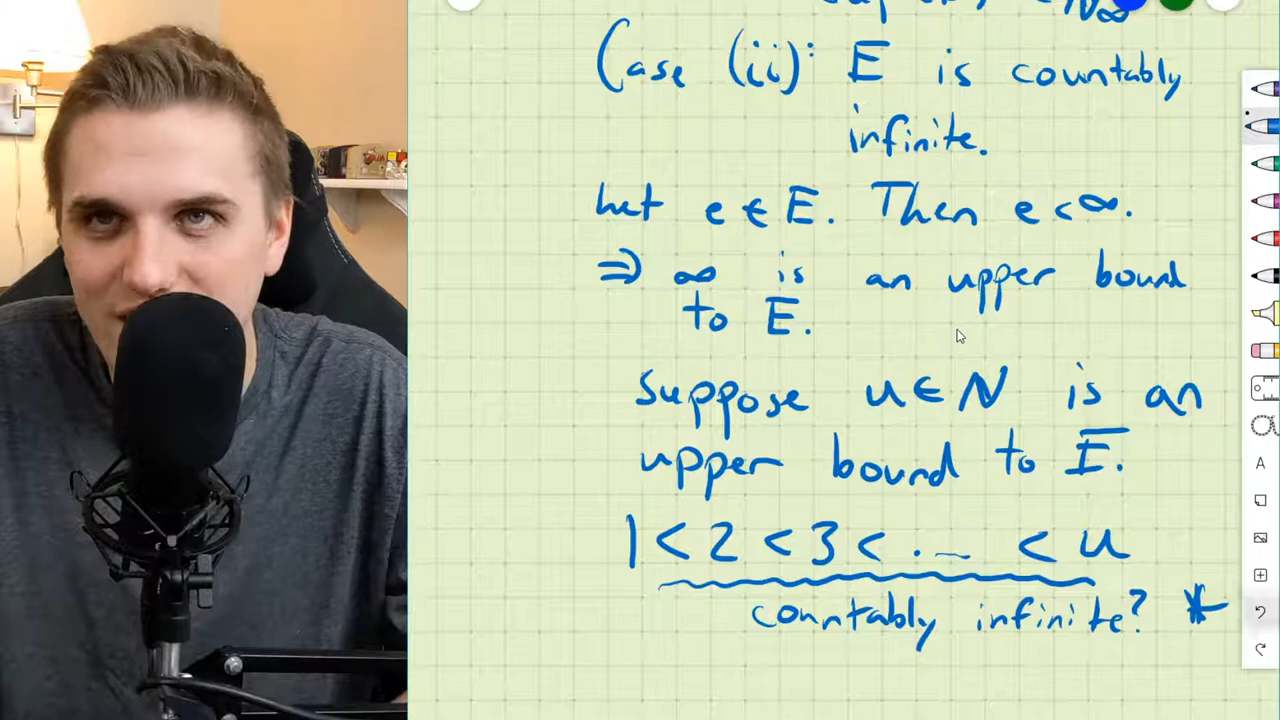 Case (ii): E is countably
infinite.
Let e ∈ E. Then e < ∞.
⇒ ∞ is an upper bound
to E.
Suppose u ∈ N is an
upper bound to E.
1 < 2 < 3 < ... < u
countably infinite? *
A